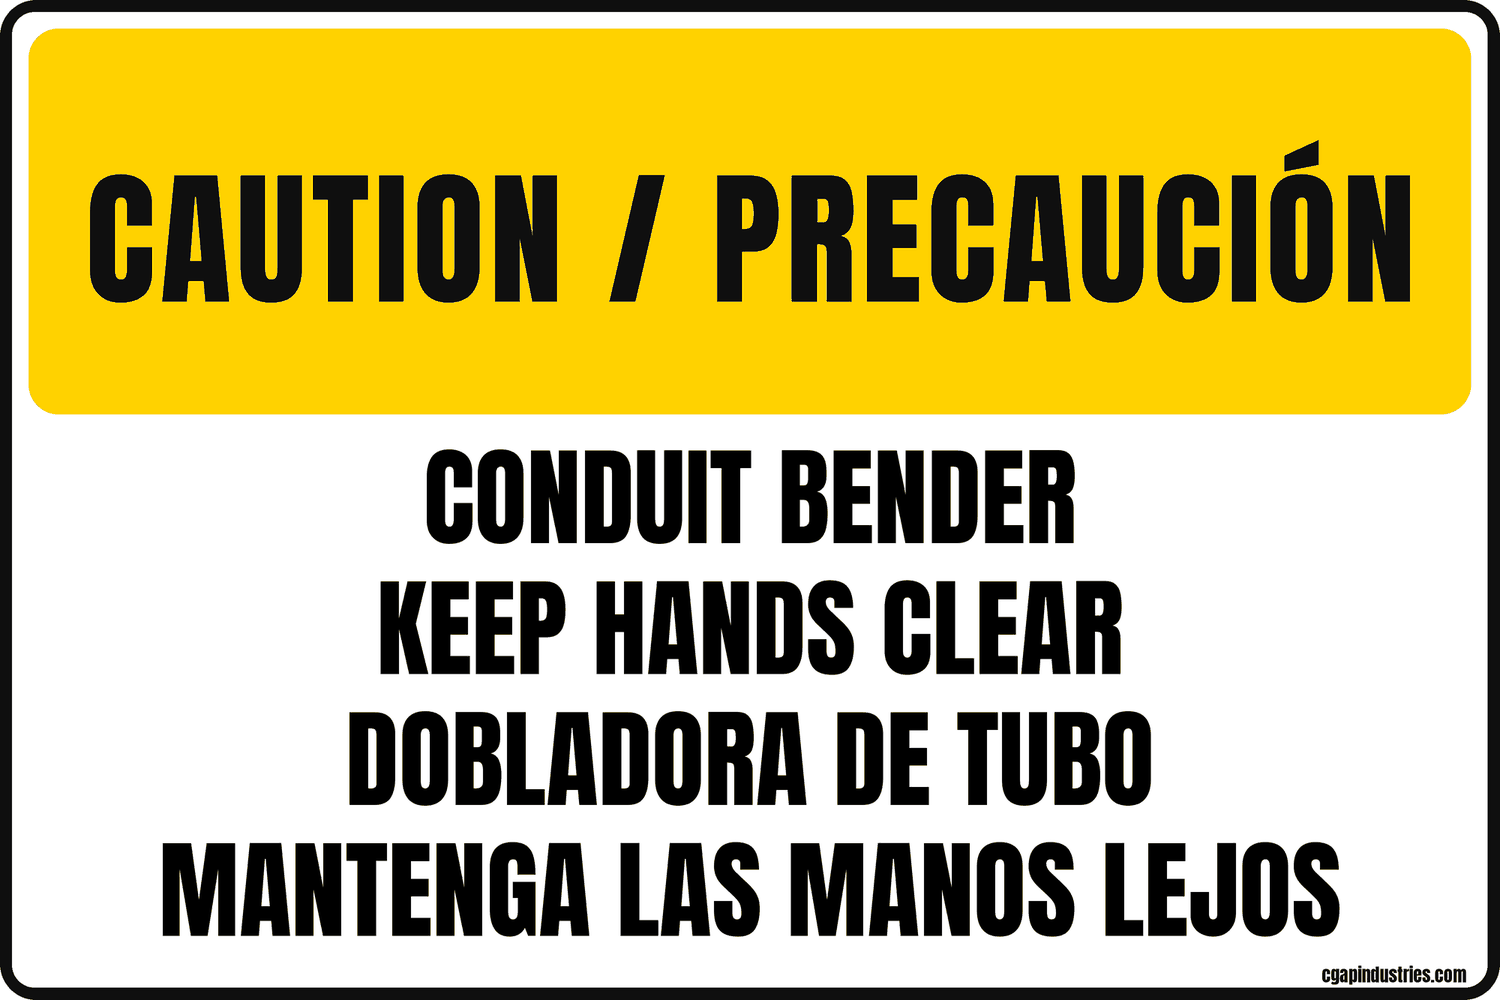 CAUTION / PRECAUCIÓN
CONDUIT BENDER
KEEP HANDS CLEAR
DOBLADORA DE TUBO
MANTENGA LAS MANOS LEJOS
cgapindustries.com